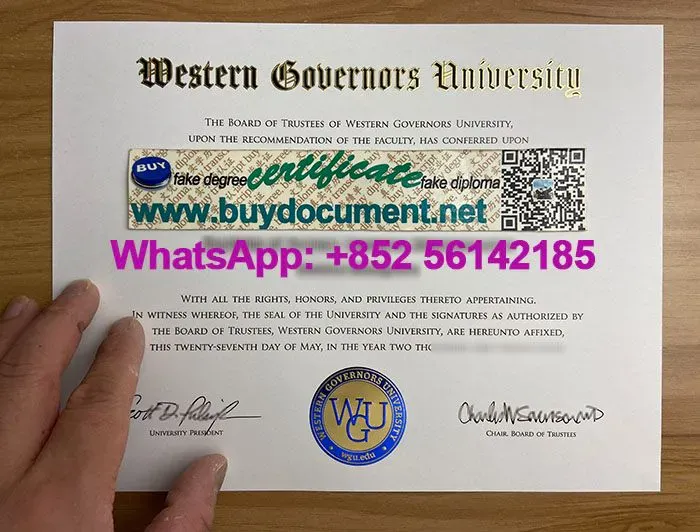 Western Governors University
THE BOARD OF TRUSTEES OF WESTERN GOVERNORS UNIVERSITY,
UPON THE RECOMMENDATION OF THE FACULTY, HAS CONFERRED UPON
BUY
fake degree certificate fake diploma
www.buydocument.net
WhatsApp: +852 56142185
WITH ALL THE RIGHTS, HONORS, AND PRIVILEGES THERETO APPERTAINING.
IN WITNESS WHEREOF, THE SEAL OF THE UNIVERSITY AND THE SIGNATURES AS AUTHORIZED BY
THE BOARD OF TRUSTEES, WESTERN GOVERNORS UNIVERSITY, ARE HEREUNTO AFFIXED,
THIS TWENTY-SEVENTH DAY OF MAY, IN THE YEAR TWO
WESTERN GOVERNORS UNIVERSITY
WGU
wgu.edu
UNIVERSITY PRESIDENT
CHAIR, BOARD OF TRUSTEES